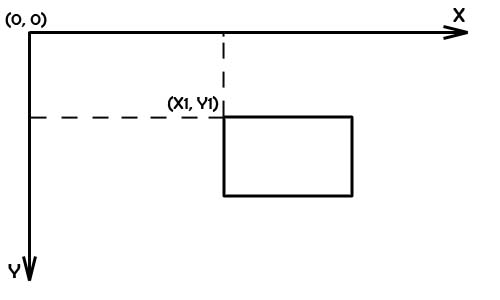 (0, 0)
X
(X1, Y1)
Y